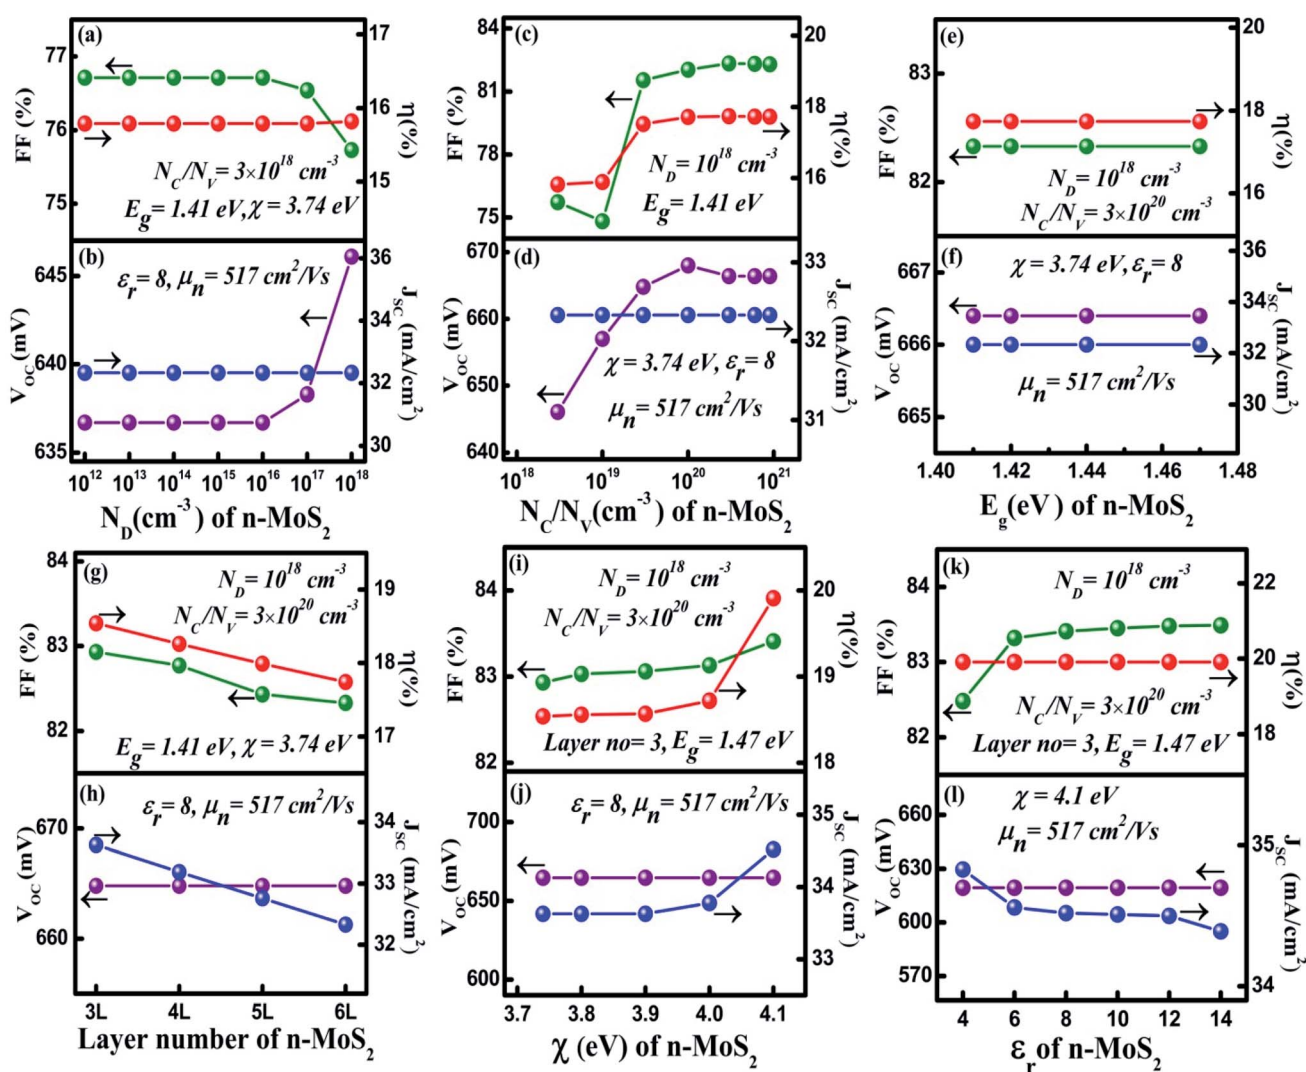 (a)
77
76
75
FF (%)
17
16
15
η(%)
N_C/N_V = 3×10^18 cm^-3
E_g = 1.41 eV, χ = 3.74 eV
(b)
645
640
635
V_OC (mV)
36
34
32
30
J_SC (mA/cm^2)
ε_r = 8, μ_n = 517 cm^2/Vs
10^12 10^13 10^14 10^15 10^16 10^17 10^18
N_D(cm^-3) of n-MoS_2
(c)
84
82
81
78
75
FF (%)
20
18
16
η(%)
N_D = 10^18 cm^-3
E_g = 1.41 eV
(d)
670
660
650
640
V_OC (mV)
33
32
31
J_SC (mA/cm^2)
χ = 3.74 eV, ε_r = 8
μ_n = 517 cm^2/Vs
10^18 10^19 10^20 10^21
N_C/N_V(cm^-3) of n-MoS_2
(e)
83
82
FF (%)
20
18
16
η(%)
N_D = 10^18 cm^-3
N_C/N_V = 3×10^20 cm^-3
(f)
667
666
665
V_OC (mV)
36
34
32
30
J_SC (mA/cm^2)
χ = 3.74 eV, ε_r = 8
μ_n = 517 cm^2/Vs
1.40 1.42 1.44 1.46 1.48
E_g(eV) of n-MoS_2
(g)
84
83
82
FF (%)
19
18
17
η(%)
N_D = 10^18 cm^-3
N_C/N_V = 3×10^20 cm^-3
E_g = 1.41 eV, χ = 3.74 eV
(h)
670
660
V_OC (mV)
34
33
32
J_SC (mA/cm^2)
ε_r = 8, μ_n = 517 cm^2/Vs
3L 4L 5L 6L
Layer number of n-MoS_2
(i)
84
83
82
FF (%)
20
19
18
η(%)
N_D = 10^18 cm^-3
N_C/N_V = 3×10^20 cm^-3
Layer no= 3, E_g = 1.47 eV
(j)
700
650
600
V_OC (mV)
35
34
33
J_SC (mA/cm^2)
ε_r = 8, μ_n = 517 cm^2/Vs
3.7 3.8 3.9 4.0 4.1
χ (eV) of n-MoS_2
(k)
84
83
82
FF (%)
22
20
18
η(%)
N_D = 10^18 cm^-3
N_C/N_V = 3×10^20 cm^-3
Layer no= 3, E_g = 1.47 eV
(l)
660
630
600
570
V_OC (mV)
35
34
J_SC (mA/cm^2)
χ = 4.1 eV
μ_n = 517 cm^2/Vs
4 6 8 10 12 14
ε_r of n-MoS_2